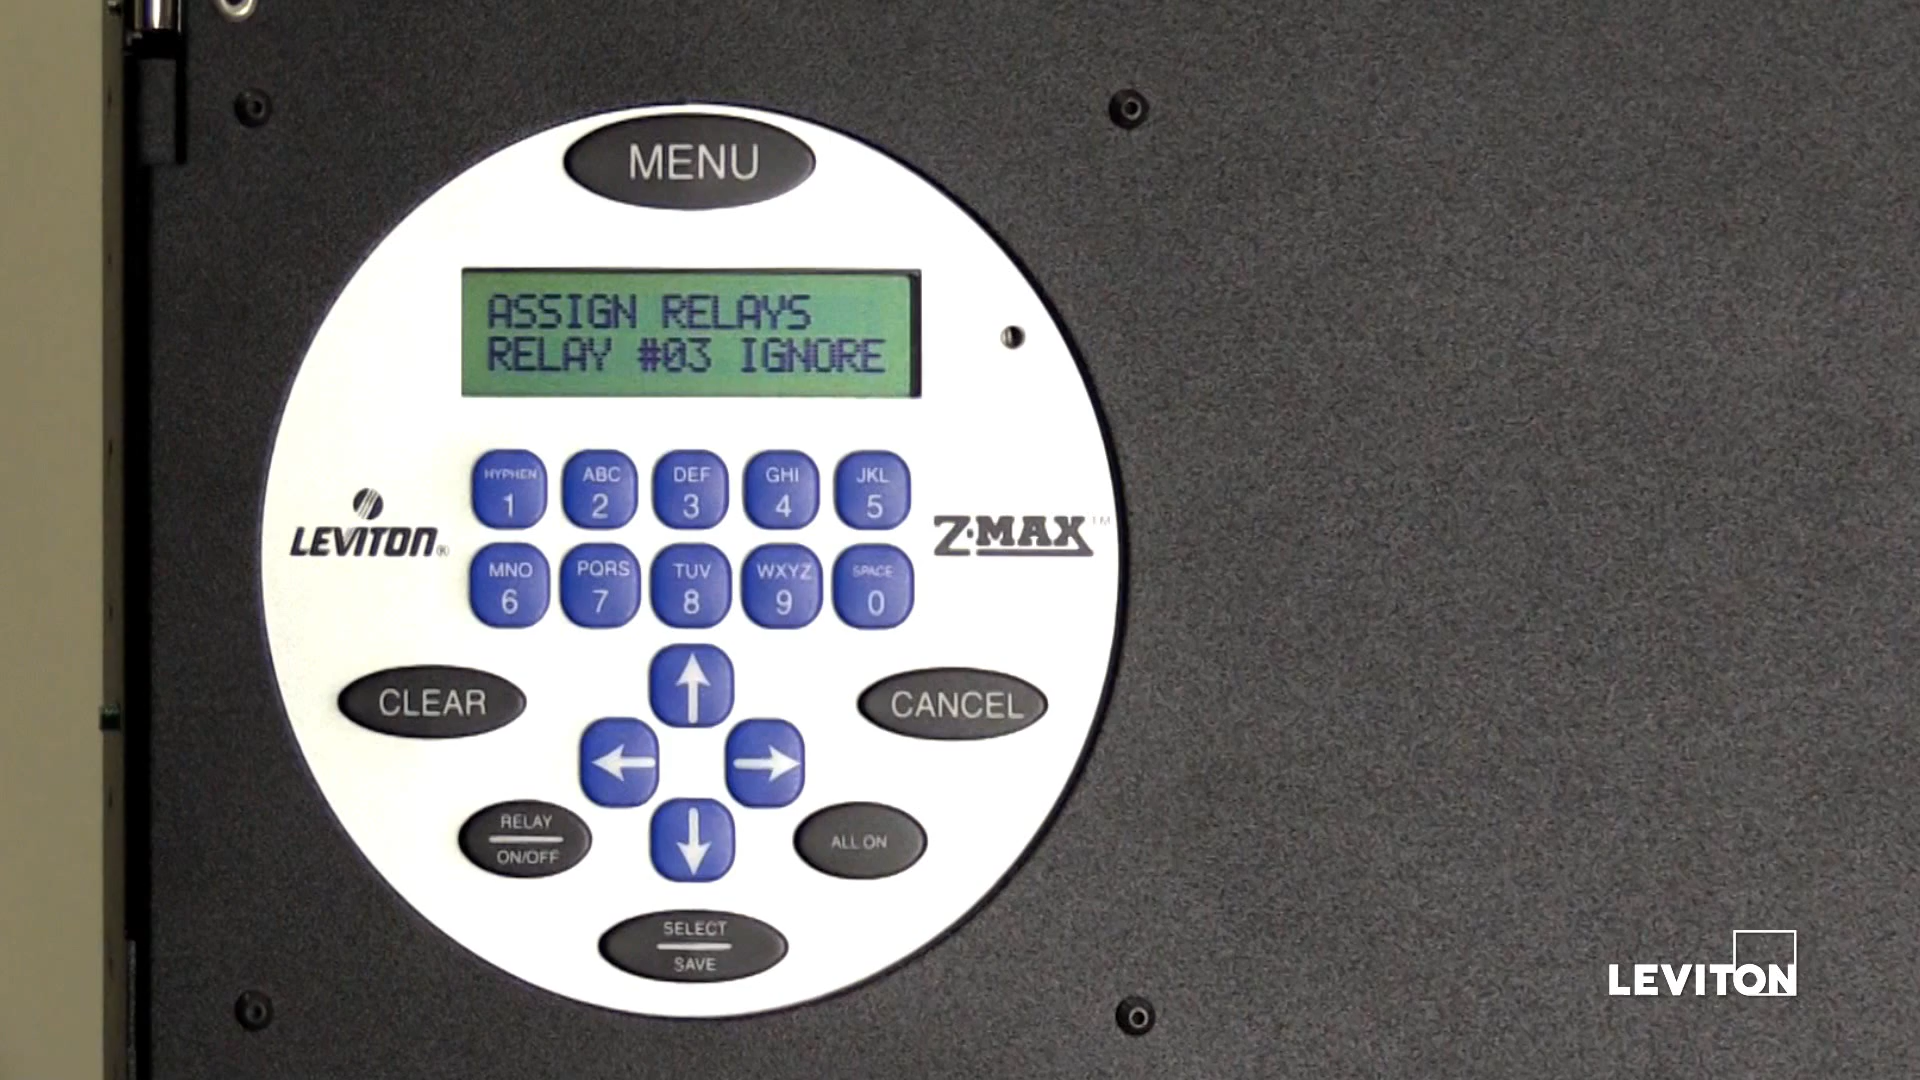 MENU
ASSIGN RELAYS
RELAY #03 IGNORE
HYPHEN ABC DEF GHI JKL
1 2 3 4 5
LEVITON® Z·MAX™
MNO PQRS TUV WXYZ SPACE
6 7 8 9 0
CLEAR CANCEL
RELAY
ON/OFF
ALL ON
SELECT
SAVE
LEVITON